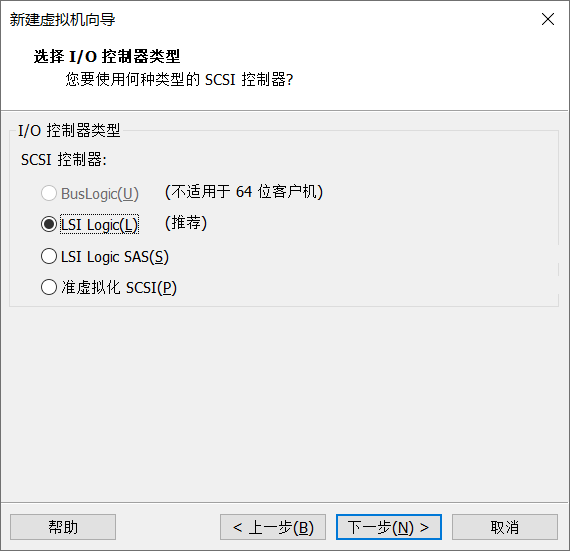 新建虚拟机向导
选择 I/O 控制器类型
您要使用何种类型的 SCSI 控制器?
I/O 控制器类型
SCSI 控制器:
BusLogic(U) (不适用于 64 位客户机)
LSI Logic(L) (推荐)
LSI Logic SAS(S)
准虚拟化 SCSI(P)
帮助 < 上一步(B) 下一步(N) > 取消